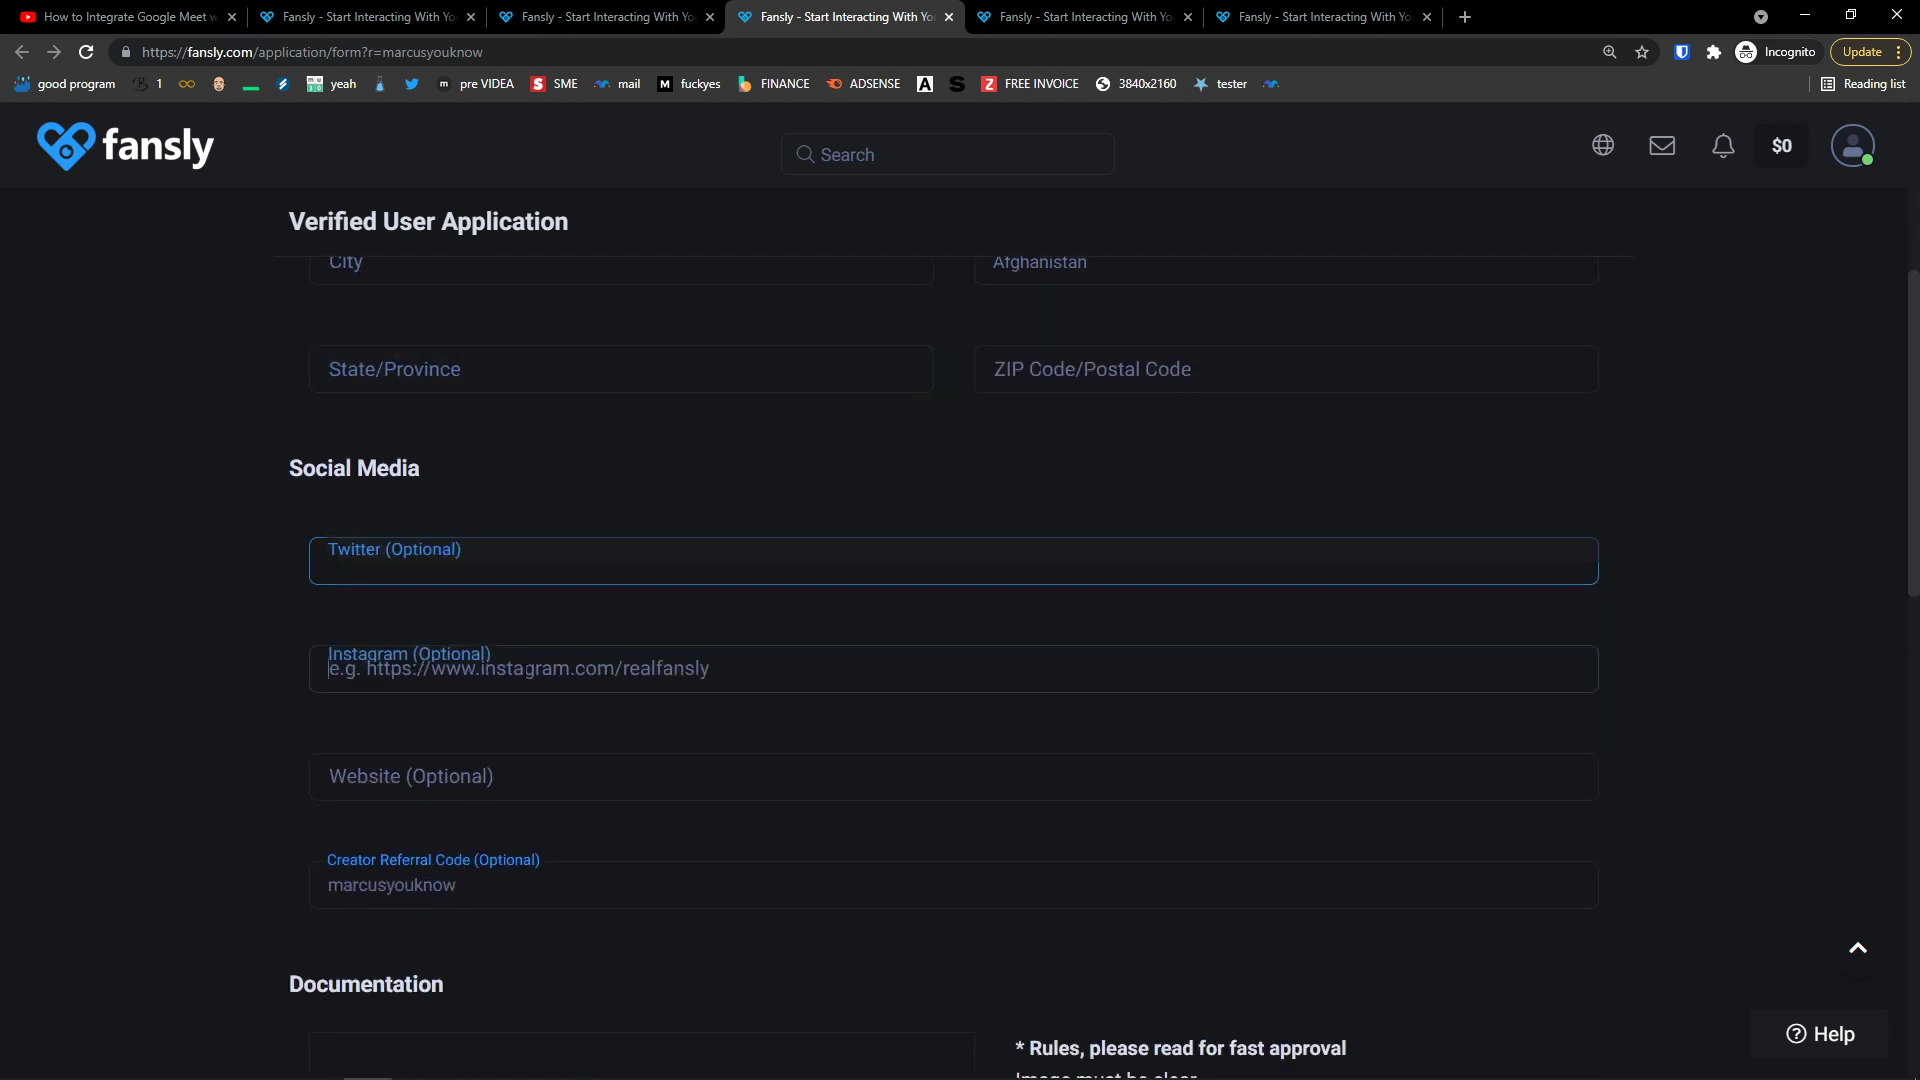 How to Integrate Google Meet w
Fansly - Start Interacting With Yo
Fansly - Start Interacting With Yo
Fansly - Start Interacting With Yo
Fansly - Start Interacting With Yo
Fansly - Start Interacting With Yo
https://fansly.com/application/form?r=marcusyouknow
Incognito
Update
good program
1
yeah
m
pre VIDEA
S
SME
mail
M
fuckyes
FINANCE
ADSENSE
A
S
Z
FREE INVOICE
3840x2160
tester
Reading list
fansly
Search
$0
Verified User Application
City
Afghanistan
State/Province
ZIP Code/Postal Code
Social Media
Twitter (Optional)
Instagram (Optional)
e.g. https://www.instagram.com/realfansly
Website (Optional)
Creator Referral Code (Optional)
marcusyouknow
Documentation
* Rules, please read for fast approval
Image must be clear
Help